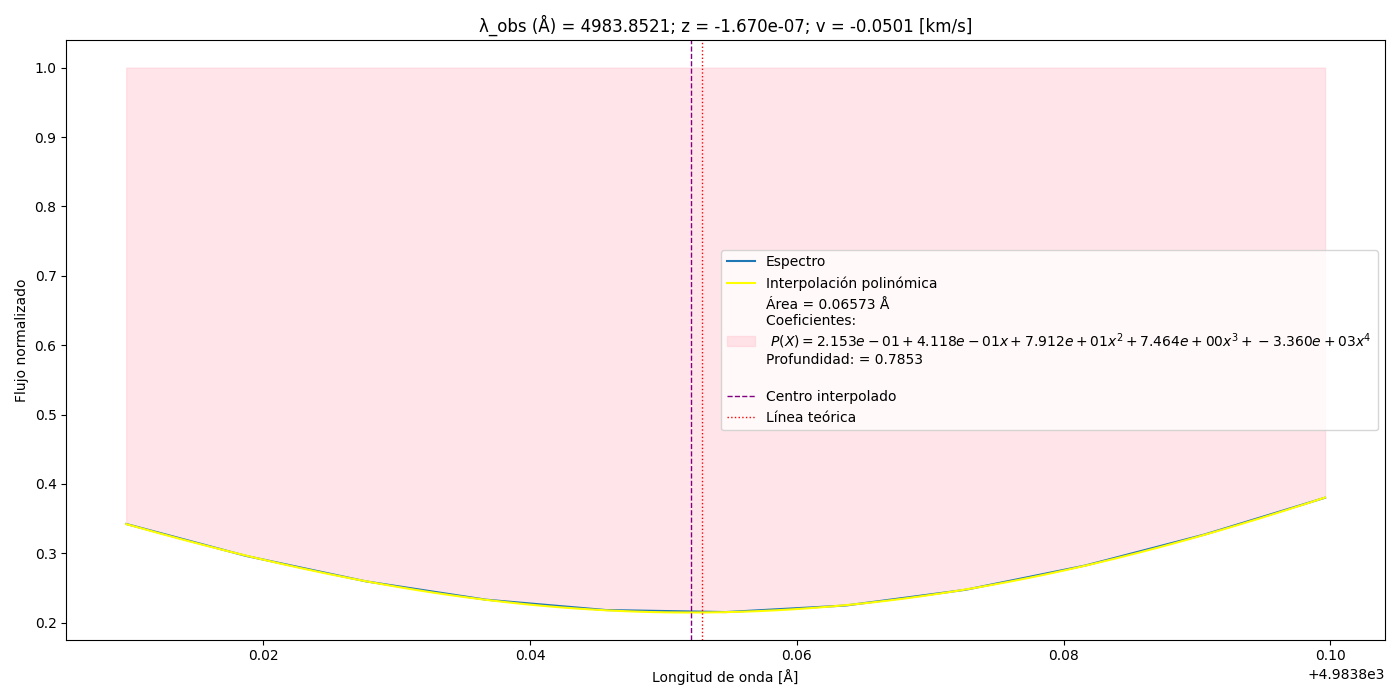 λ_obs (Å) = 4983.8521; z = -1.670e-07; v = -0.0501 [km/s]
1.0
0.9
0.8
0.7
0.6
0.5
0.4
0.3
0.2
Flujo normalizado
Espectro
Interpolación polinómica
Área = 0.06573 Å
Coeficientes:
P(X) = 2.153e − 01 + 4.118e − 01x + 7.912e + 01x² + 7.464e + 00x³ + − 3.360e + 03x⁴
Profundidad: = 0.7853
Centro interpolado
Línea teórica
0.02 0.04 0.06 0.08 0.10
+4.9838e3
Longitud de onda [Å]